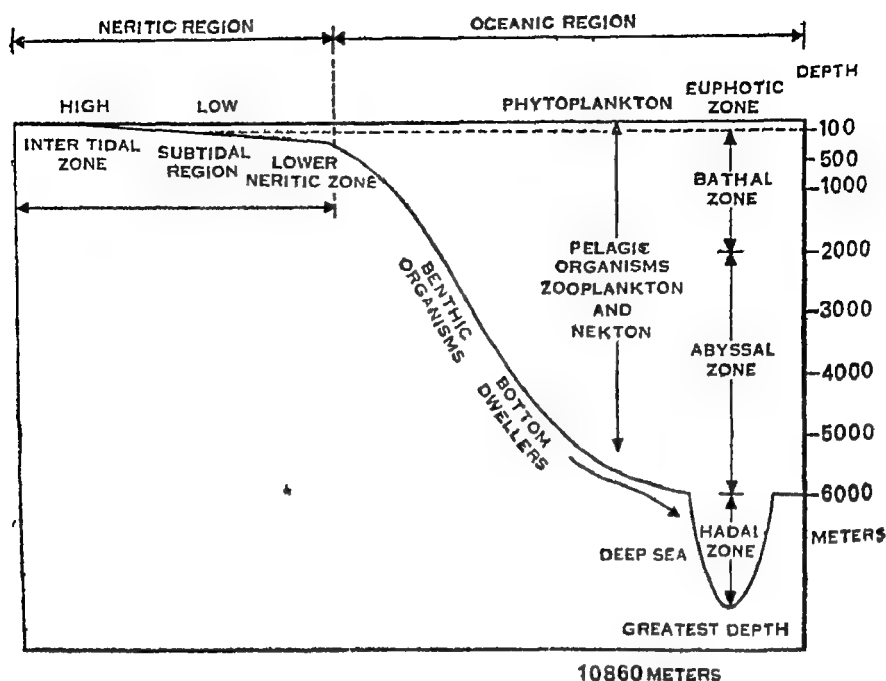 NERITIC REGION
OCEANIC REGION
DEPTH
HIGH
LOW
PHYTOPLANKTON
EUPHOTIC
ZONE
100
INTER TIDAL
ZONE
SUBTIDAL
REGION
LOWER
NERITIC ZONE
500
1000
BATHAL
ZONE
2000
PELAGIC
ORGANISMS
ZOOPLANKTON
AND
NEKTON
BENTHIC
ORGANISMS
3000
ABYSSAL
ZONE
4000
BOTTOM
DWELLERS
5000
6000
METERS
HADAL
ZONE
DEEP SEA
GREATEST DEPTH
10860 METERS